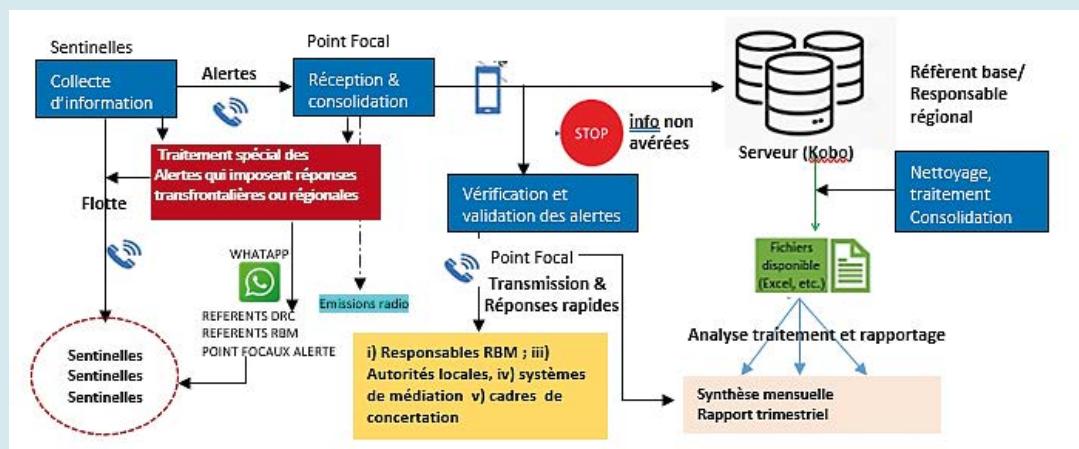 Sentinelles
Collecte
d'information
Alertes
Point Focal
Réception &
consolidation
STOP
info non
avérées
Serveur (Kobo)
Réfèrent base/
Responsable
régional
Nettoyage,
traitement
Consolidation
Traitement spécial des
Alertes qui imposent réponses
transfrontalières ou régionales
Flotte
Vérification et
validation des alertes
Fichiers
disponible
(Excel, etc.)
WHATAPP
REFERENTS DRC
REFERENTS RBM
POINT FOCAUX ALERTE
Emissions radio
Point Focal
Transmission &
Réponses rapides
Analyse traitement et rapportage
Sentinelles
Sentinelles
Sentinelles
i) Responsables RBM ; iii)
Autorités locales, iv) systèmes
de médiation v) cadres de
concertation
Synthèse mensuelle
Rapport trimestriel